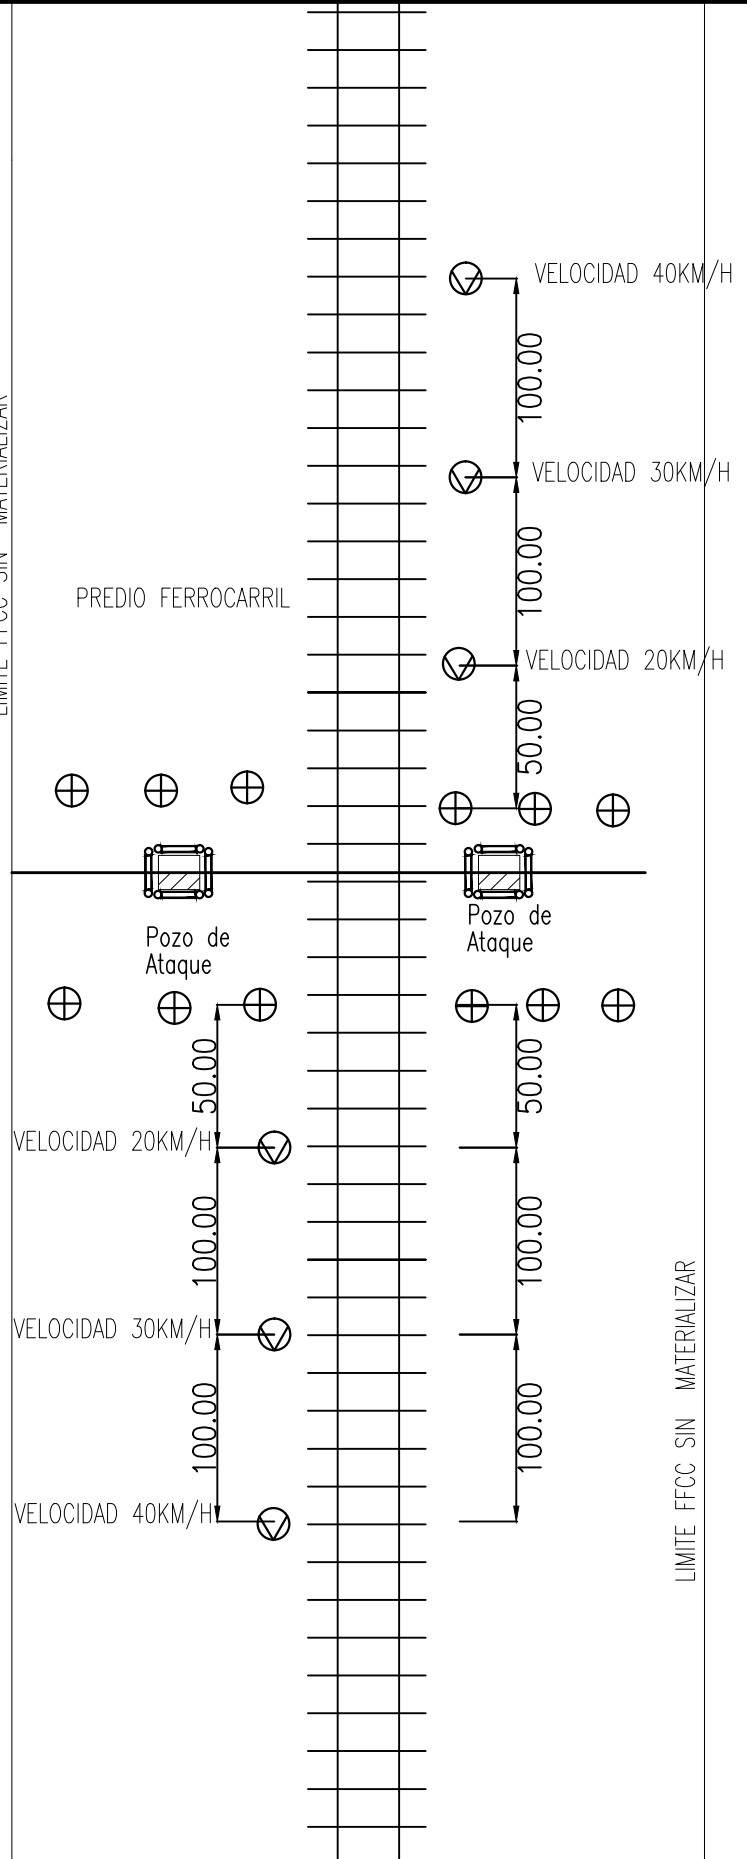 VELOCIDAD 40KM/H
100.00
VELOCIDAD 30KM/H
100.00
LIMITE FFCC SIN MATERIALIZAR
PREDIO FERROCARRIL
VELOCIDAD 20KM/H
50.00
Pozo de
Ataque
Pozo de
Ataque
50.00
50.00
VELOCIDAD 20KM/H
100.00
100.00
VELOCIDAD 30KM/H
100.00
100.00
LIMITE FFCC SIN MATERIALIZAR
VELOCIDAD 40KM/H